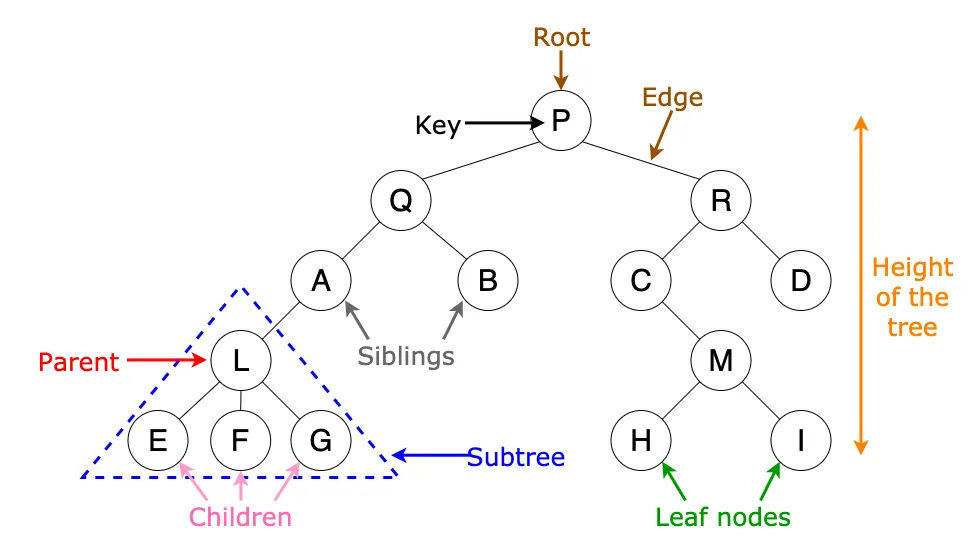 Root
Edge
Key
P
Q
R
A
B
C
D
Height
of the
tree
Siblings
Parent
L
M
E
F
G
H
I
Subtree
Children
Leaf nodes